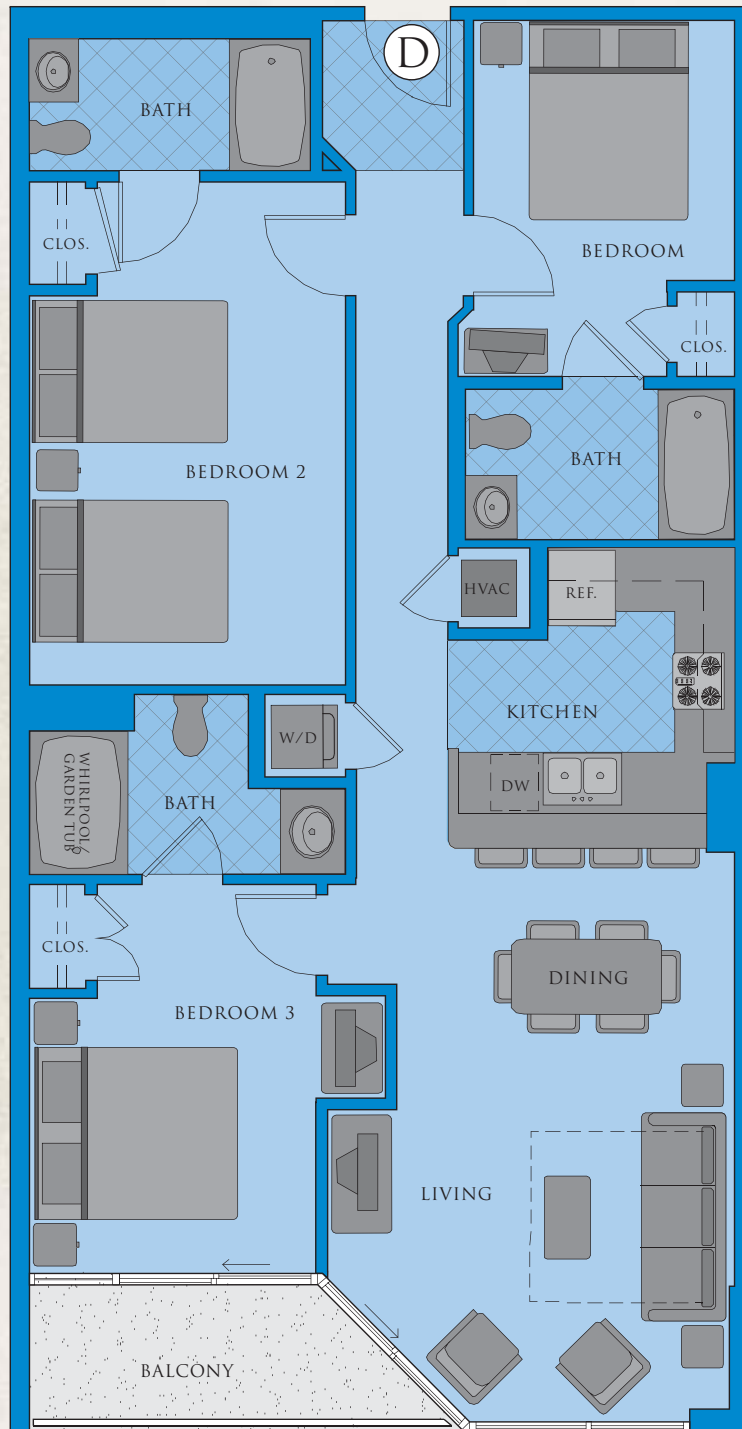 D
BATH
CLOS.
BEDROOM
CLOS.
BEDROOM 2
BATH
HVAC
REF.
KITCHEN
W/D
DW
WHIRLPOOL/
GARDEN TUB
BATH
CLOS.
DINING
BEDROOM 3
LIVING
BALCONY